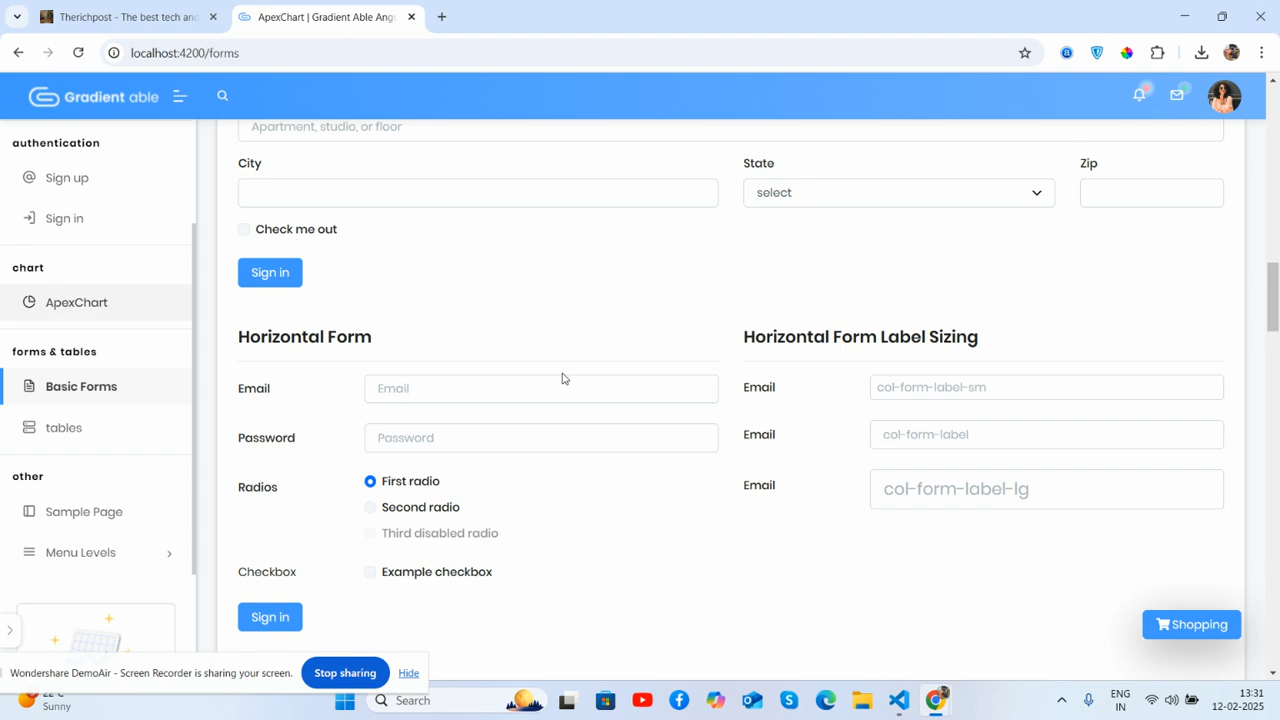 Therichpost - The best tech and
ApexChart | Gradient Able Angu
localhost:4200/forms
Gradient able
authentication
Sign up
Sign in
chart
ApexChart
forms & tables
Basic Forms
tables
other
Sample Page
Menu Levels
Apartment, studio, or floor
City
State
Zip
select
Check me out
Sign in
Horizontal Form
Email
Email
Password
Password
Radios
First radio
Second radio
Third disabled radio
Checkbox
Example checkbox
Sign in
Horizontal Form Label Sizing
Email
col-form-label-sm
Email
col-form-label
Email
col-form-label-lg
Shopping
Wondershare DemoAir - Screen Recorder is sharing your screen.
Stop sharing
Hide
Sunny
Search
ENG
IN
13:31
12-02-2025